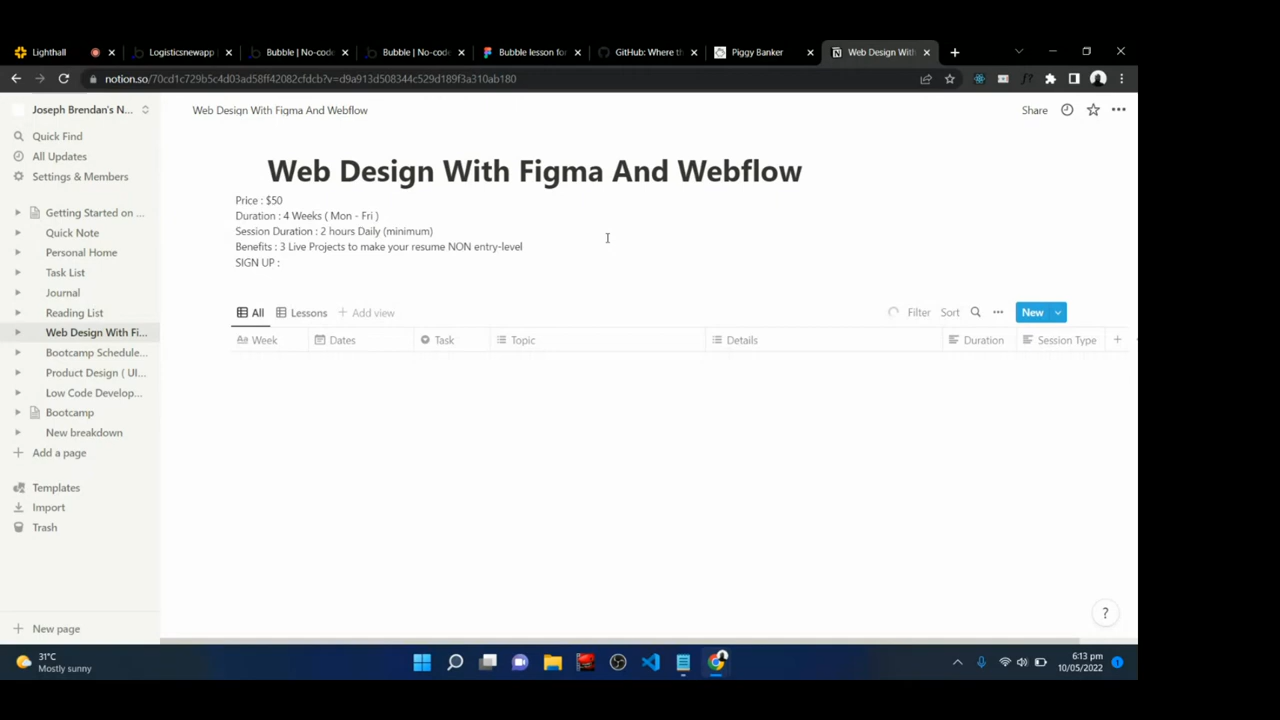 Lighthall
Logisticsnewapp
Bubble | No-code
Bubble | No-code
Bubble lesson for
GitHub: Where th
Piggy Banker
Web Design With
notion.so/70cd1c729b5c4d03ad58ff42082cfdcb?v=d9a913d508344c529d189f3a310ab180
Joseph Brendan's N...
Web Design With Figma And Webflow
Share
Quick Find
All Updates
Settings & Members
Getting Started on ...
Quick Note
Personal Home
Task List
Journal
Reading List
Web Design With Fi...
Bootcamp Schedule...
Product Design ( UI...
Low Code Develop...
Bootcamp
New breakdown
Add a page
Templates
Import
Trash
New page
Web Design With Figma And Webflow
Price : $50
Duration : 4 Weeks ( Mon - Fri )
Session Duration : 2 hours Daily (minimum)
Benefits : 3 Live Projects to make your resume NON entry-level
SIGN UP :
All Lessons Add view Filter Sort New
Aa Week Dates Task Topic Details Duration Session Type
?
31°C
Mostly sunny
6:13 pm
10/05/2022
1